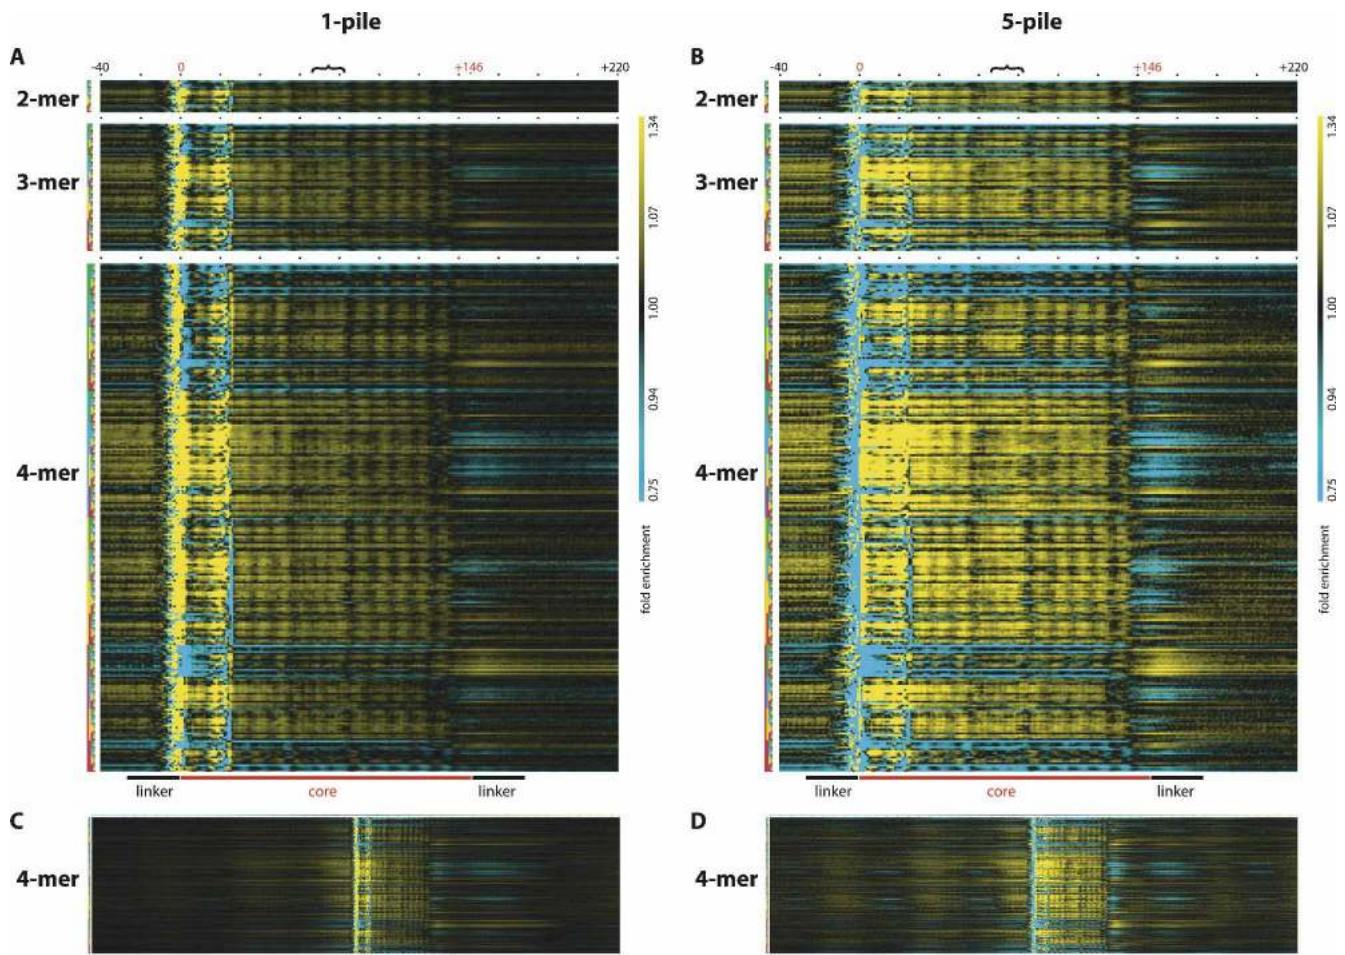 1-pile
5-pile
A
B
-40 0 +146 +220
-40 0 +146 +220
2-mer
2-mer
3-mer
3-mer
4-mer
4-mer
1.34
1.07
1.00
0.94
0.75
fold enrichment
1.34
1.07
1.00
0.94
0.75
fold enrichment
linker core linker
linker core linker
C
D
4-mer
4-mer